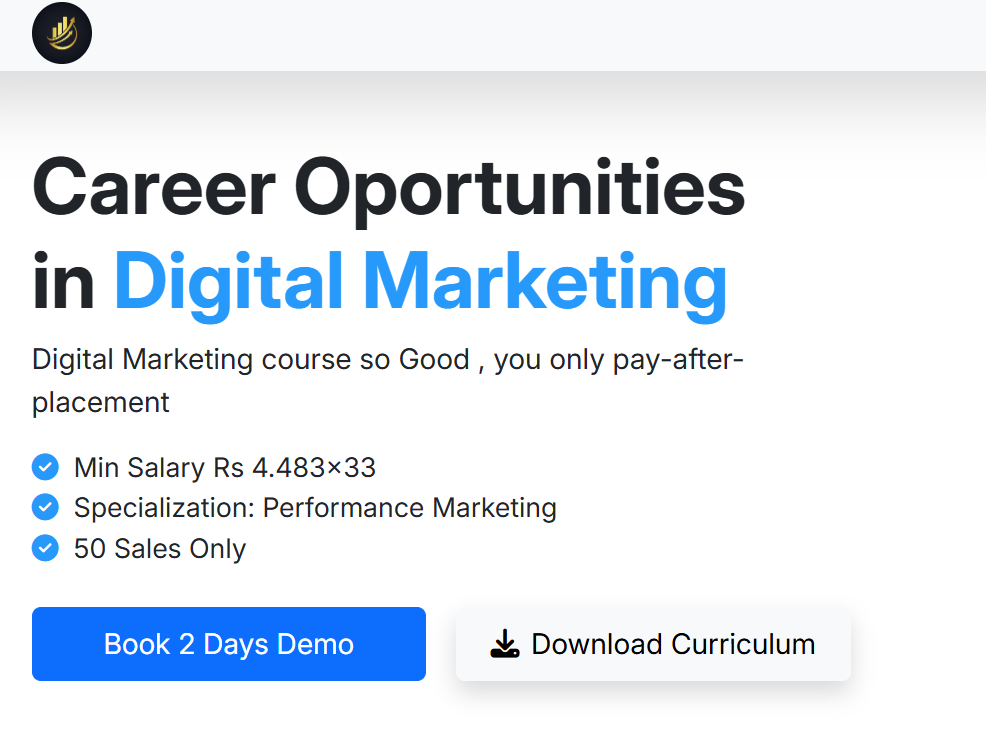 Career Oportunities
in Digital Marketing
Digital Marketing course so Good , you only pay-after-
placement
Min Salary Rs 4.483×33
Specialization: Performance Marketing
50 Sales Only
Book 2 Days Demo
Download Curriculum